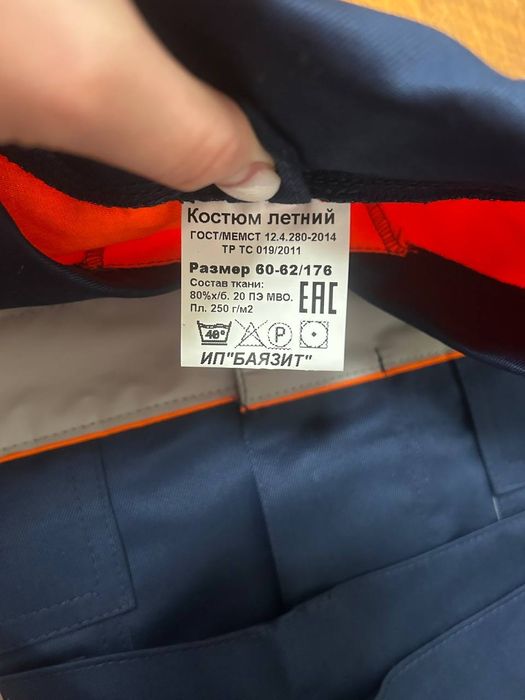 Костюм летний
ГОСТ/МЕМСТ 12.4.280-2014
ТР ТС 019/2011
Размер 60-62/176
Состав ткани:
80%х/б. 20 ПЭ МВО.
Пл. 250 г/м2
ЕАС
40°
P
ИП"БАЯЗИТ"